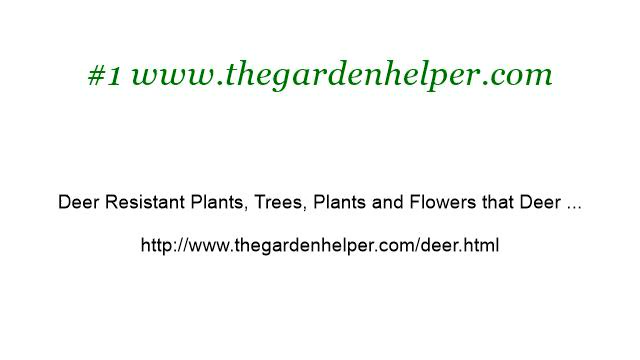 #1 www.thegardenhelper.com
Deer Resistant Plants, Trees, Plants and Flowers that Deer ...
http://www.thegardenhelper.com/deer.html